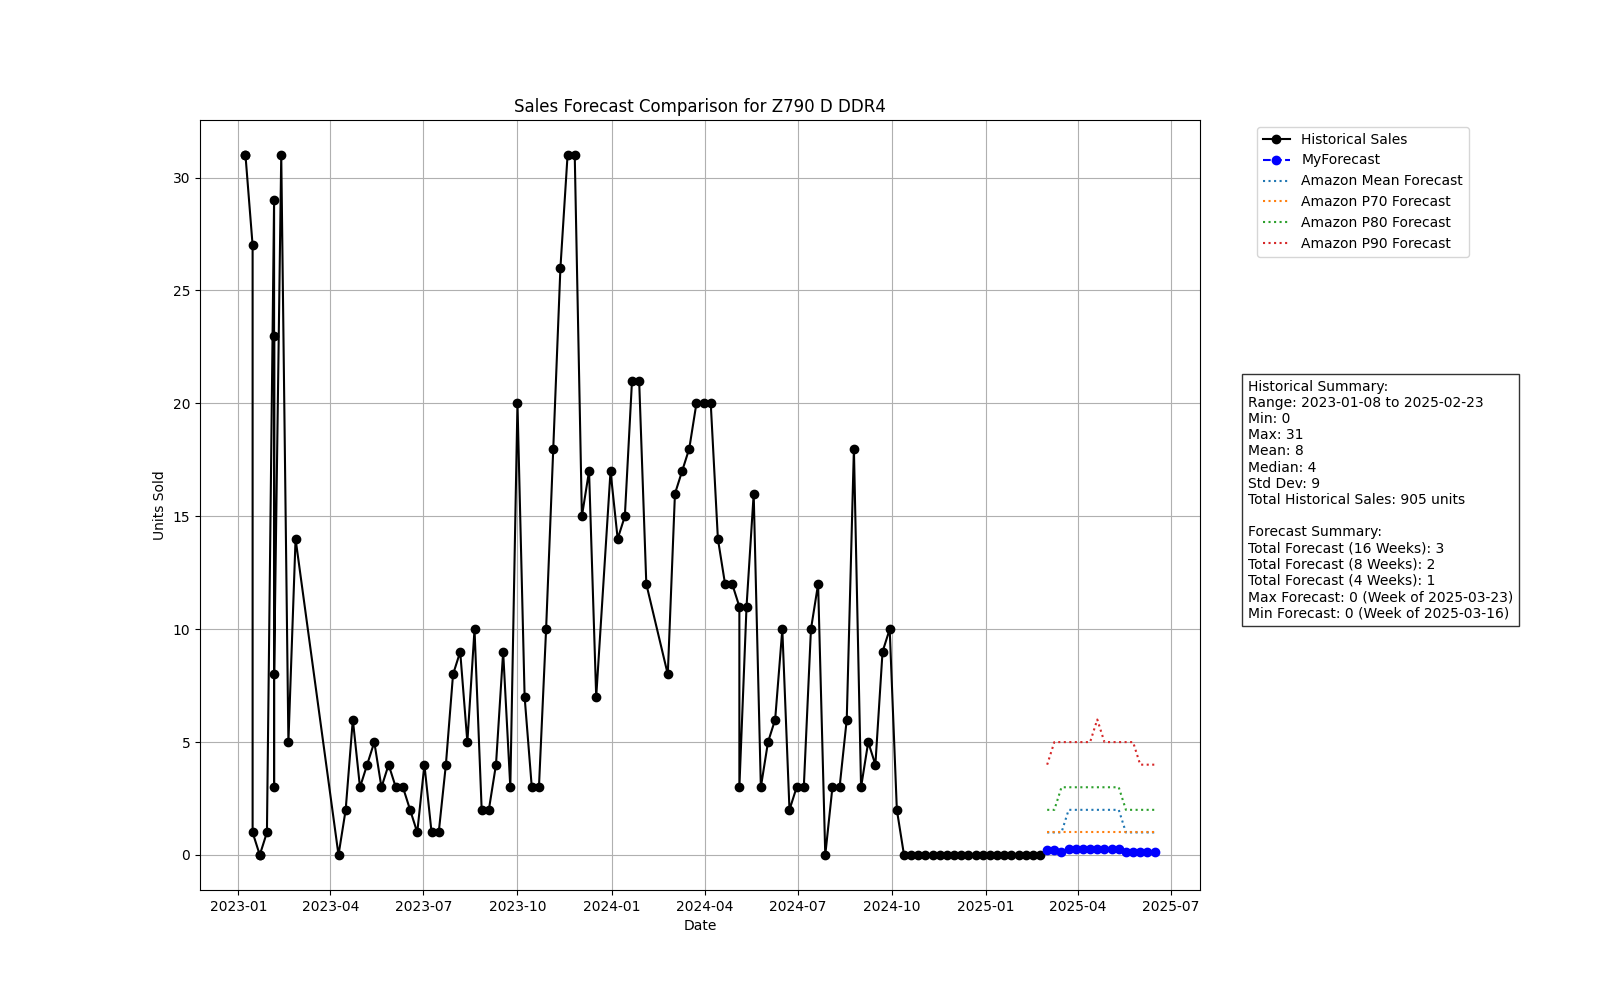 Sales Forecast Comparison for Z790 D DDR4
Historical Sales
MyForecast
Amazon Mean Forecast
Amazon P70 Forecast
Amazon P80 Forecast
Amazon P90 Forecast
30
25
20
15
10
5
0
Units Sold
2023-01
2023-04
2023-07
2023-10
2024-01
2024-04
2024-07
2024-10
2025-01
2025-04
2025-07
Date
Historical Summary:
Range: 2023-01-08 to 2025-02-23
Min: 0
Max: 31
Mean: 8
Median: 4
Std Dev: 9
Total Historical Sales: 905 units
Forecast Summary:
Total Forecast (16 Weeks): 3
Total Forecast (8 Weeks): 2
Total Forecast (4 Weeks): 1
Max Forecast: 0 (Week of 2025-03-23)
Min Forecast: 0 (Week of 2025-03-16)